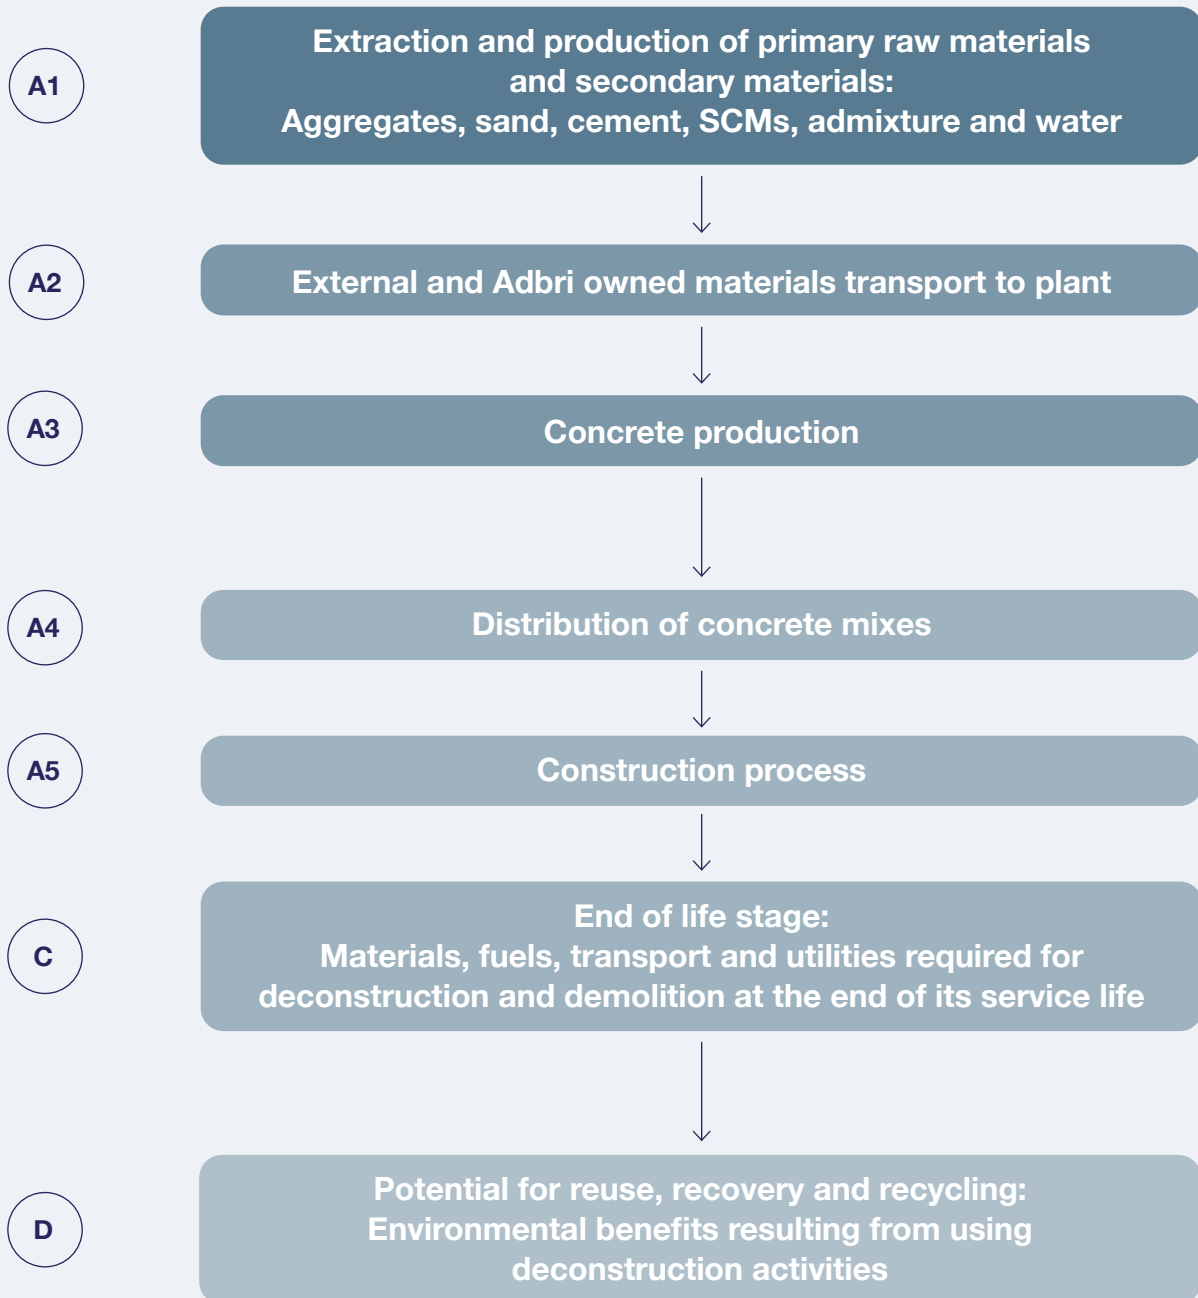 A1
Extraction and production of primary raw materials
and secondary materials:
Aggregates, sand, cement, SCMs, admixture and water
A2
External and Adbri owned materials transport to plant
A3
Concrete production
A4
Distribution of concrete mixes
A5
Construction process
C
End of life stage:
Materials, fuels, transport and utilities required for
deconstruction and demolition at the end of its service life
D
Potential for reuse, recovery and recycling:
Environmental benefits resulting from using
deconstruction activities